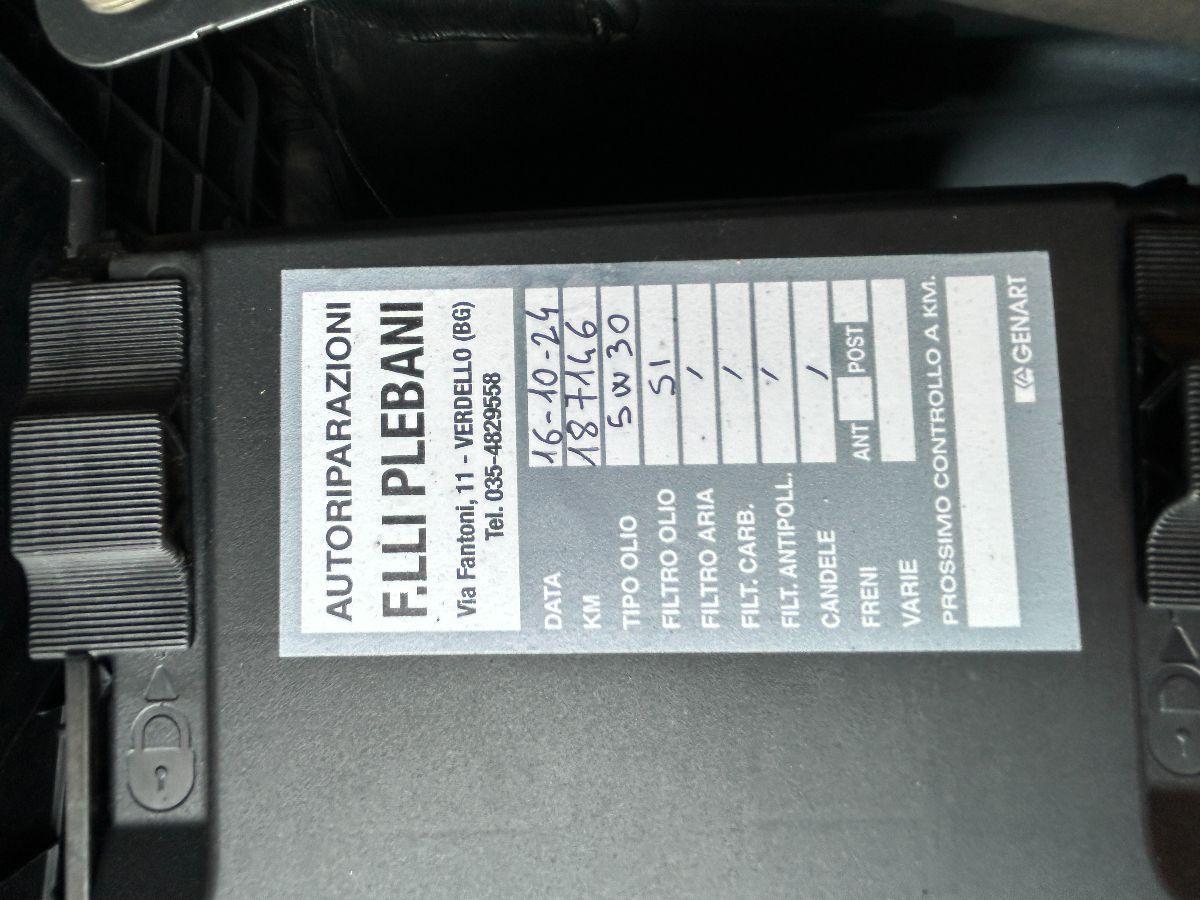 AUTORIPARAZIONI
F.LLI PLEBANI
Via Fantoni, 11 - VERDELLO (BG)
Tel. 035-4829558
DATA 16-10-24
KM 187146
TIPO OLIO 5W30
FILTRO OLIO SI
FILTRO ARIA ,
FILT. CARB. ,
FILT. ANTIPOLL. ,
CANDELE ,
FRENI ANT POST
VARIE
PROSSIMO CONTROLLO A KM.
GENART